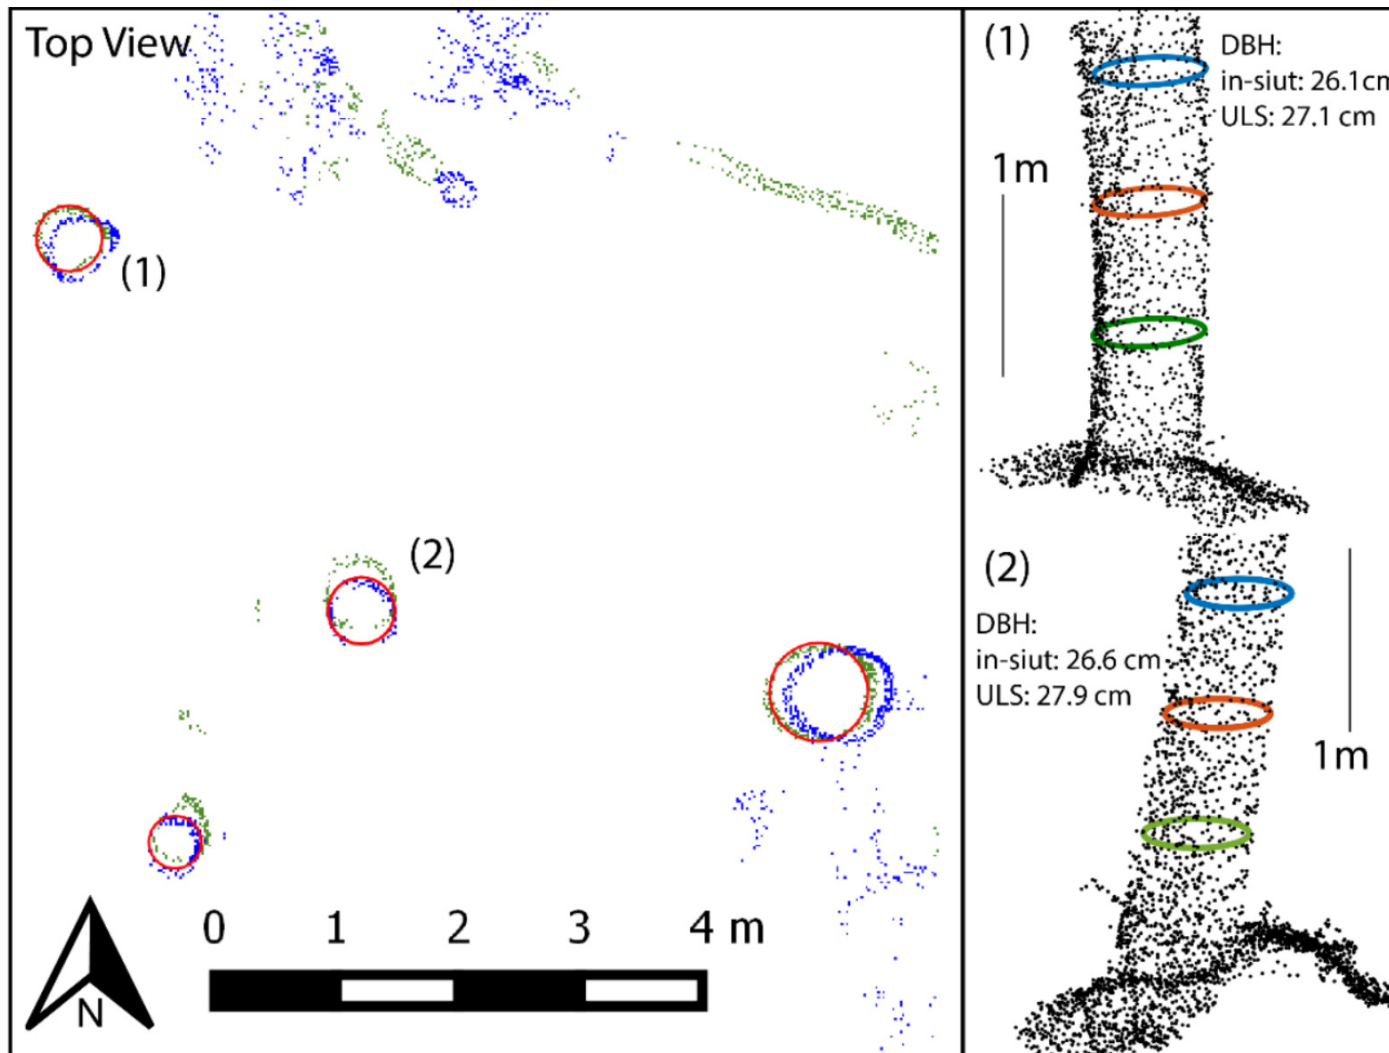 Top View
(1)
(2)
0 1 2 3 4 m
N
(1)
DBH:
in-siut: 26.1cm
ULS: 27.1 cm
1m
(2)
DBH:
in-siut: 26.6 cm
ULS: 27.9 cm
1m